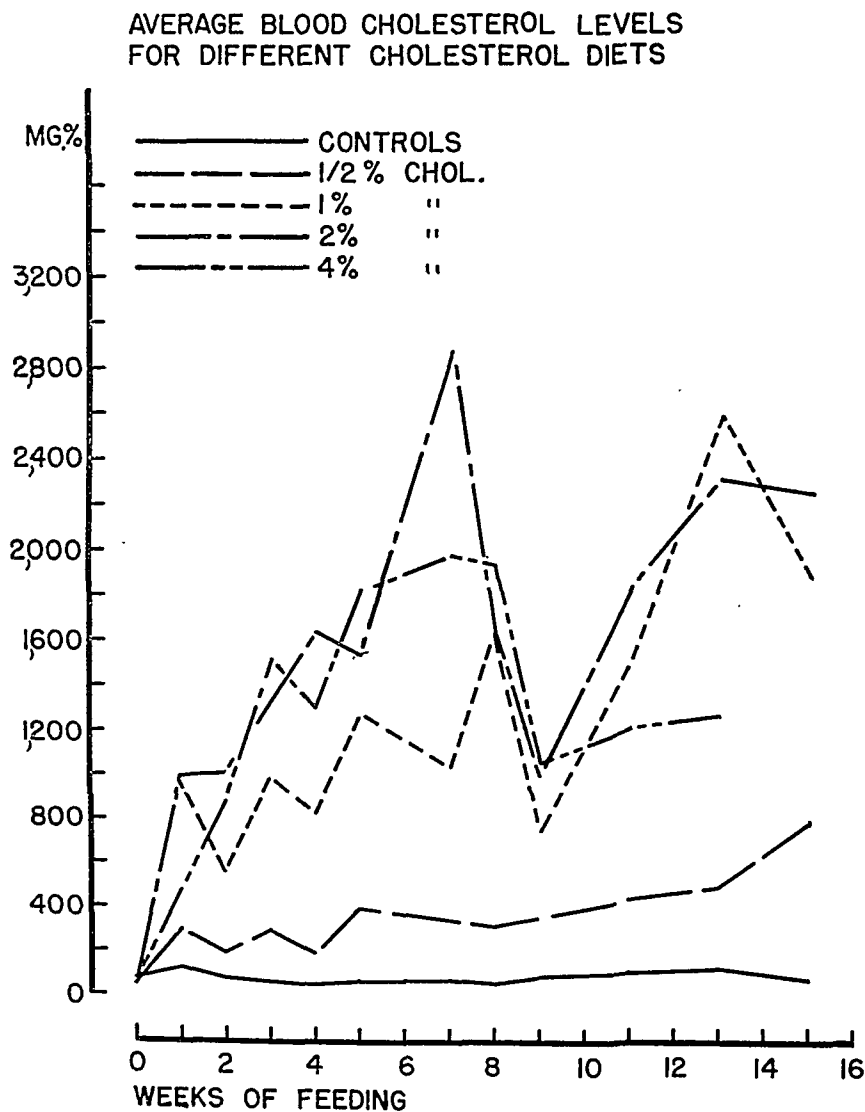 AVERAGE BLOOD CHOLESTEROL LEVELS
FOR DIFFERENT CHOLESTEROL DIETS
MG%
CONTROLS
1/2% CHOL.
1% "
2% "
4% "
3,200
2,800
2,400
2,000
1,600
1,200
800
400
0
0 2 4 6 8 10 12 14 16
WEEKS OF FEEDING